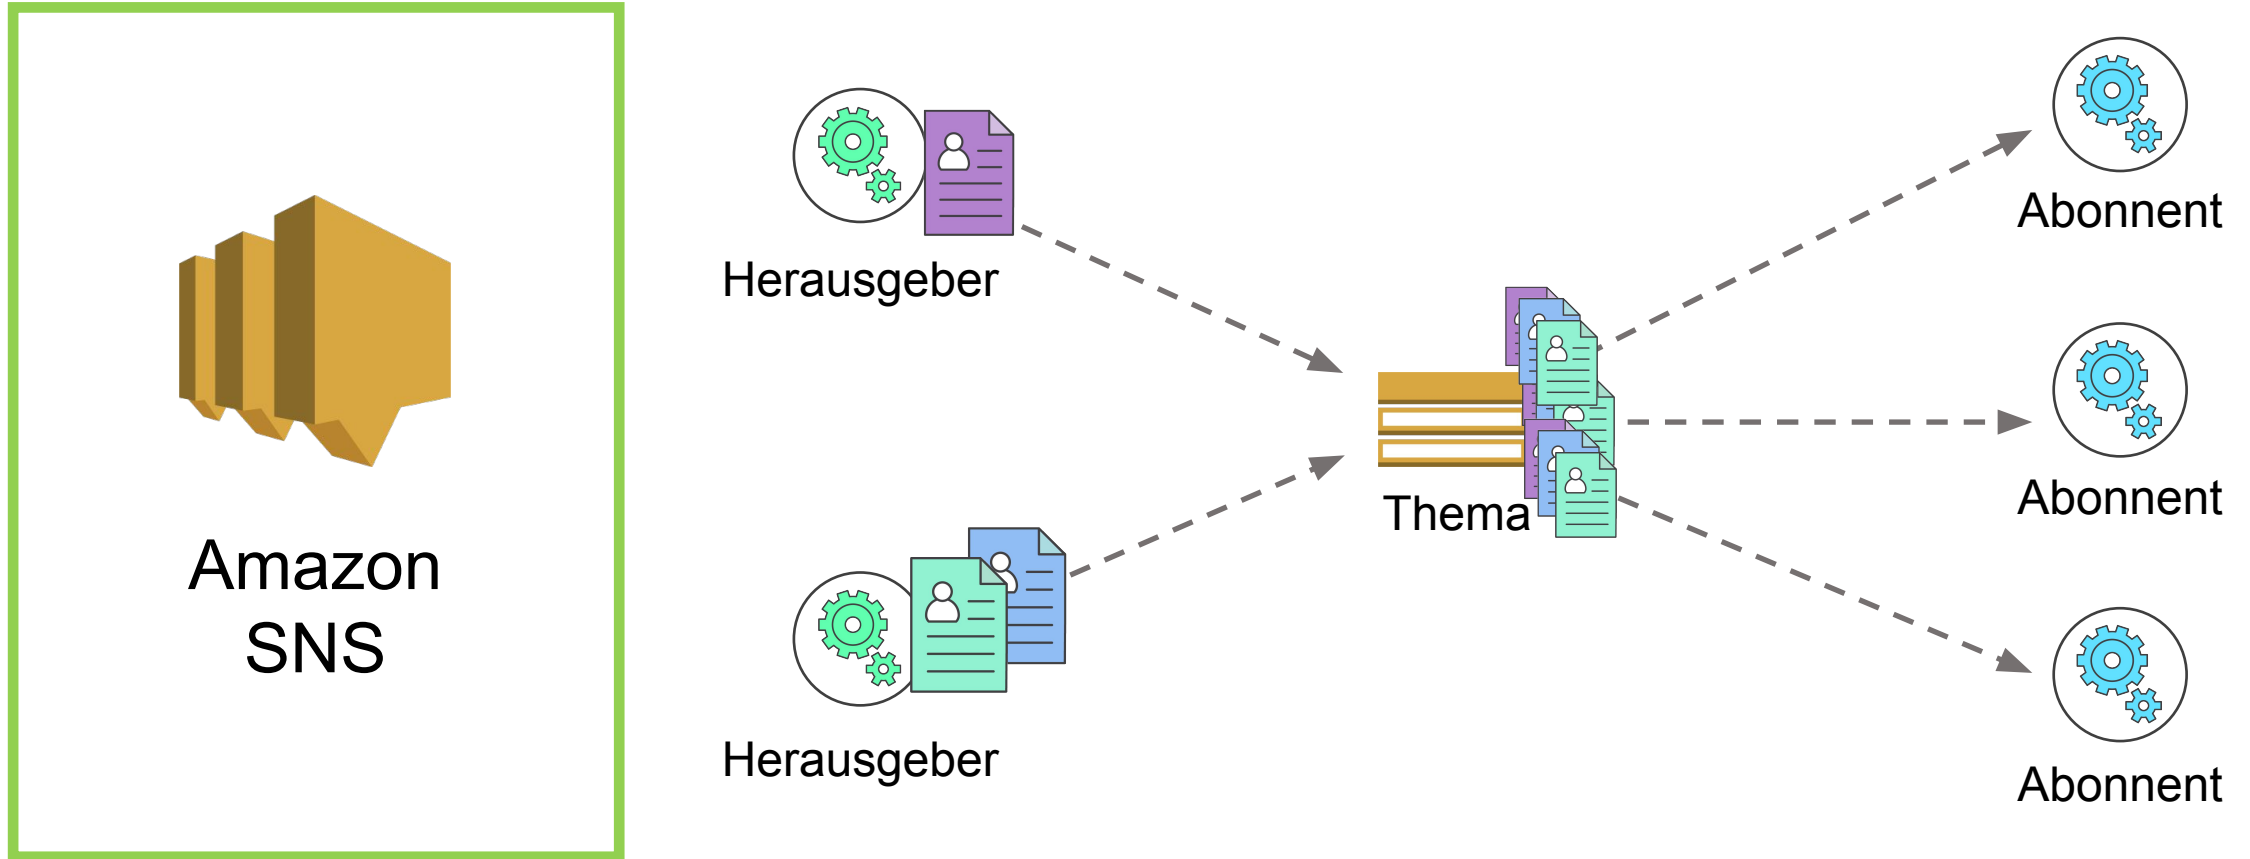 Amazon
SNS
Herausgeber
Herausgeber
Thema
Abonnent
Abonnent
Abonnent